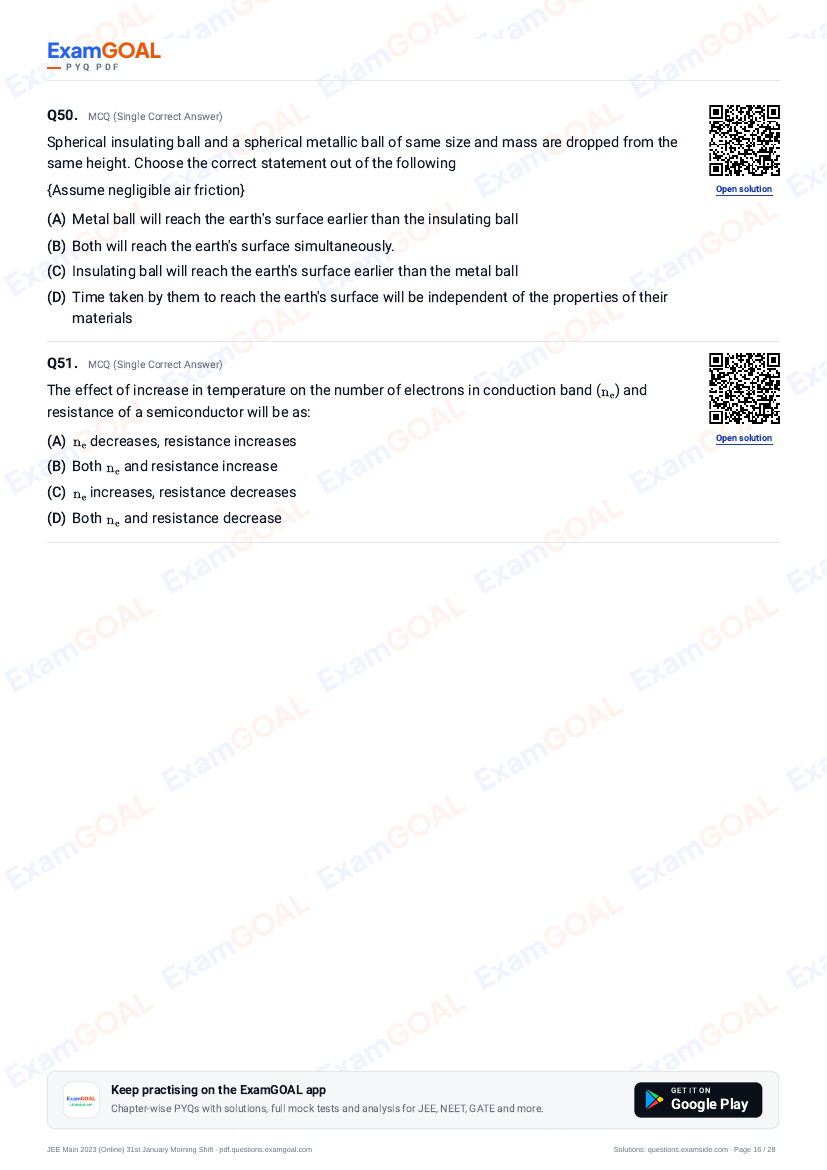 ExamGOAL
PYQ PDF
Q50. MCQ (Single Correct Answer)
Spherical insulating ball and a spherical metallic ball of same size and mass are dropped from the
same height. Choose the correct statement out of the following
{Assume negligible air friction}
(A) Metal ball will reach the earth's surface earlier than the insulating ball
(B) Both will reach the earth's surface simultaneously.
(C) Insulating ball will reach the earth's surface earlier than the metal ball
(D) Time taken by them to reach the earth's surface will be independent of the properties of their
materials
Open solution
Q51. MCQ (Single Correct Answer)
The effect of increase in temperature on the number of electrons in conduction band (nₑ) and
resistance of a semiconductor will be as:
(A) nₑ decreases, resistance increases
(B) Both nₑ and resistance increase
(C) nₑ increases, resistance decreases
(D) Both nₑ and resistance decrease
Open solution
ExamGOAL
Keep practising on the ExamGOAL app
Chapter-wise PYQs with solutions, full mock tests and analysis for JEE, NEET, GATE and more.
GET IT ON
Google Play
JEE Main 2023 (Online) 31st January Morning Shift · pdf.questions.examgoal.com
Solutions: questions.examside.com · Page 16 / 28